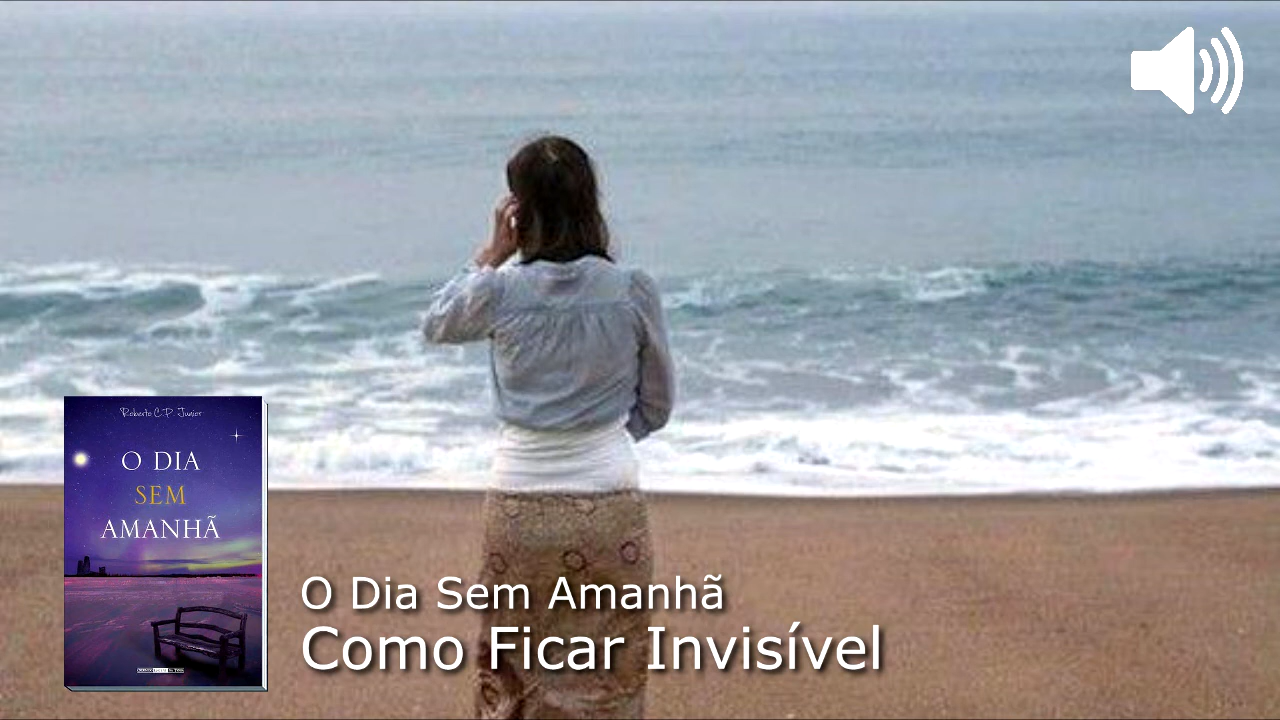 Roberto C.P. Junior
O DIA
SEM
AMANHÃ
O Dia Sem Amanhã
Como Ficar Invisível